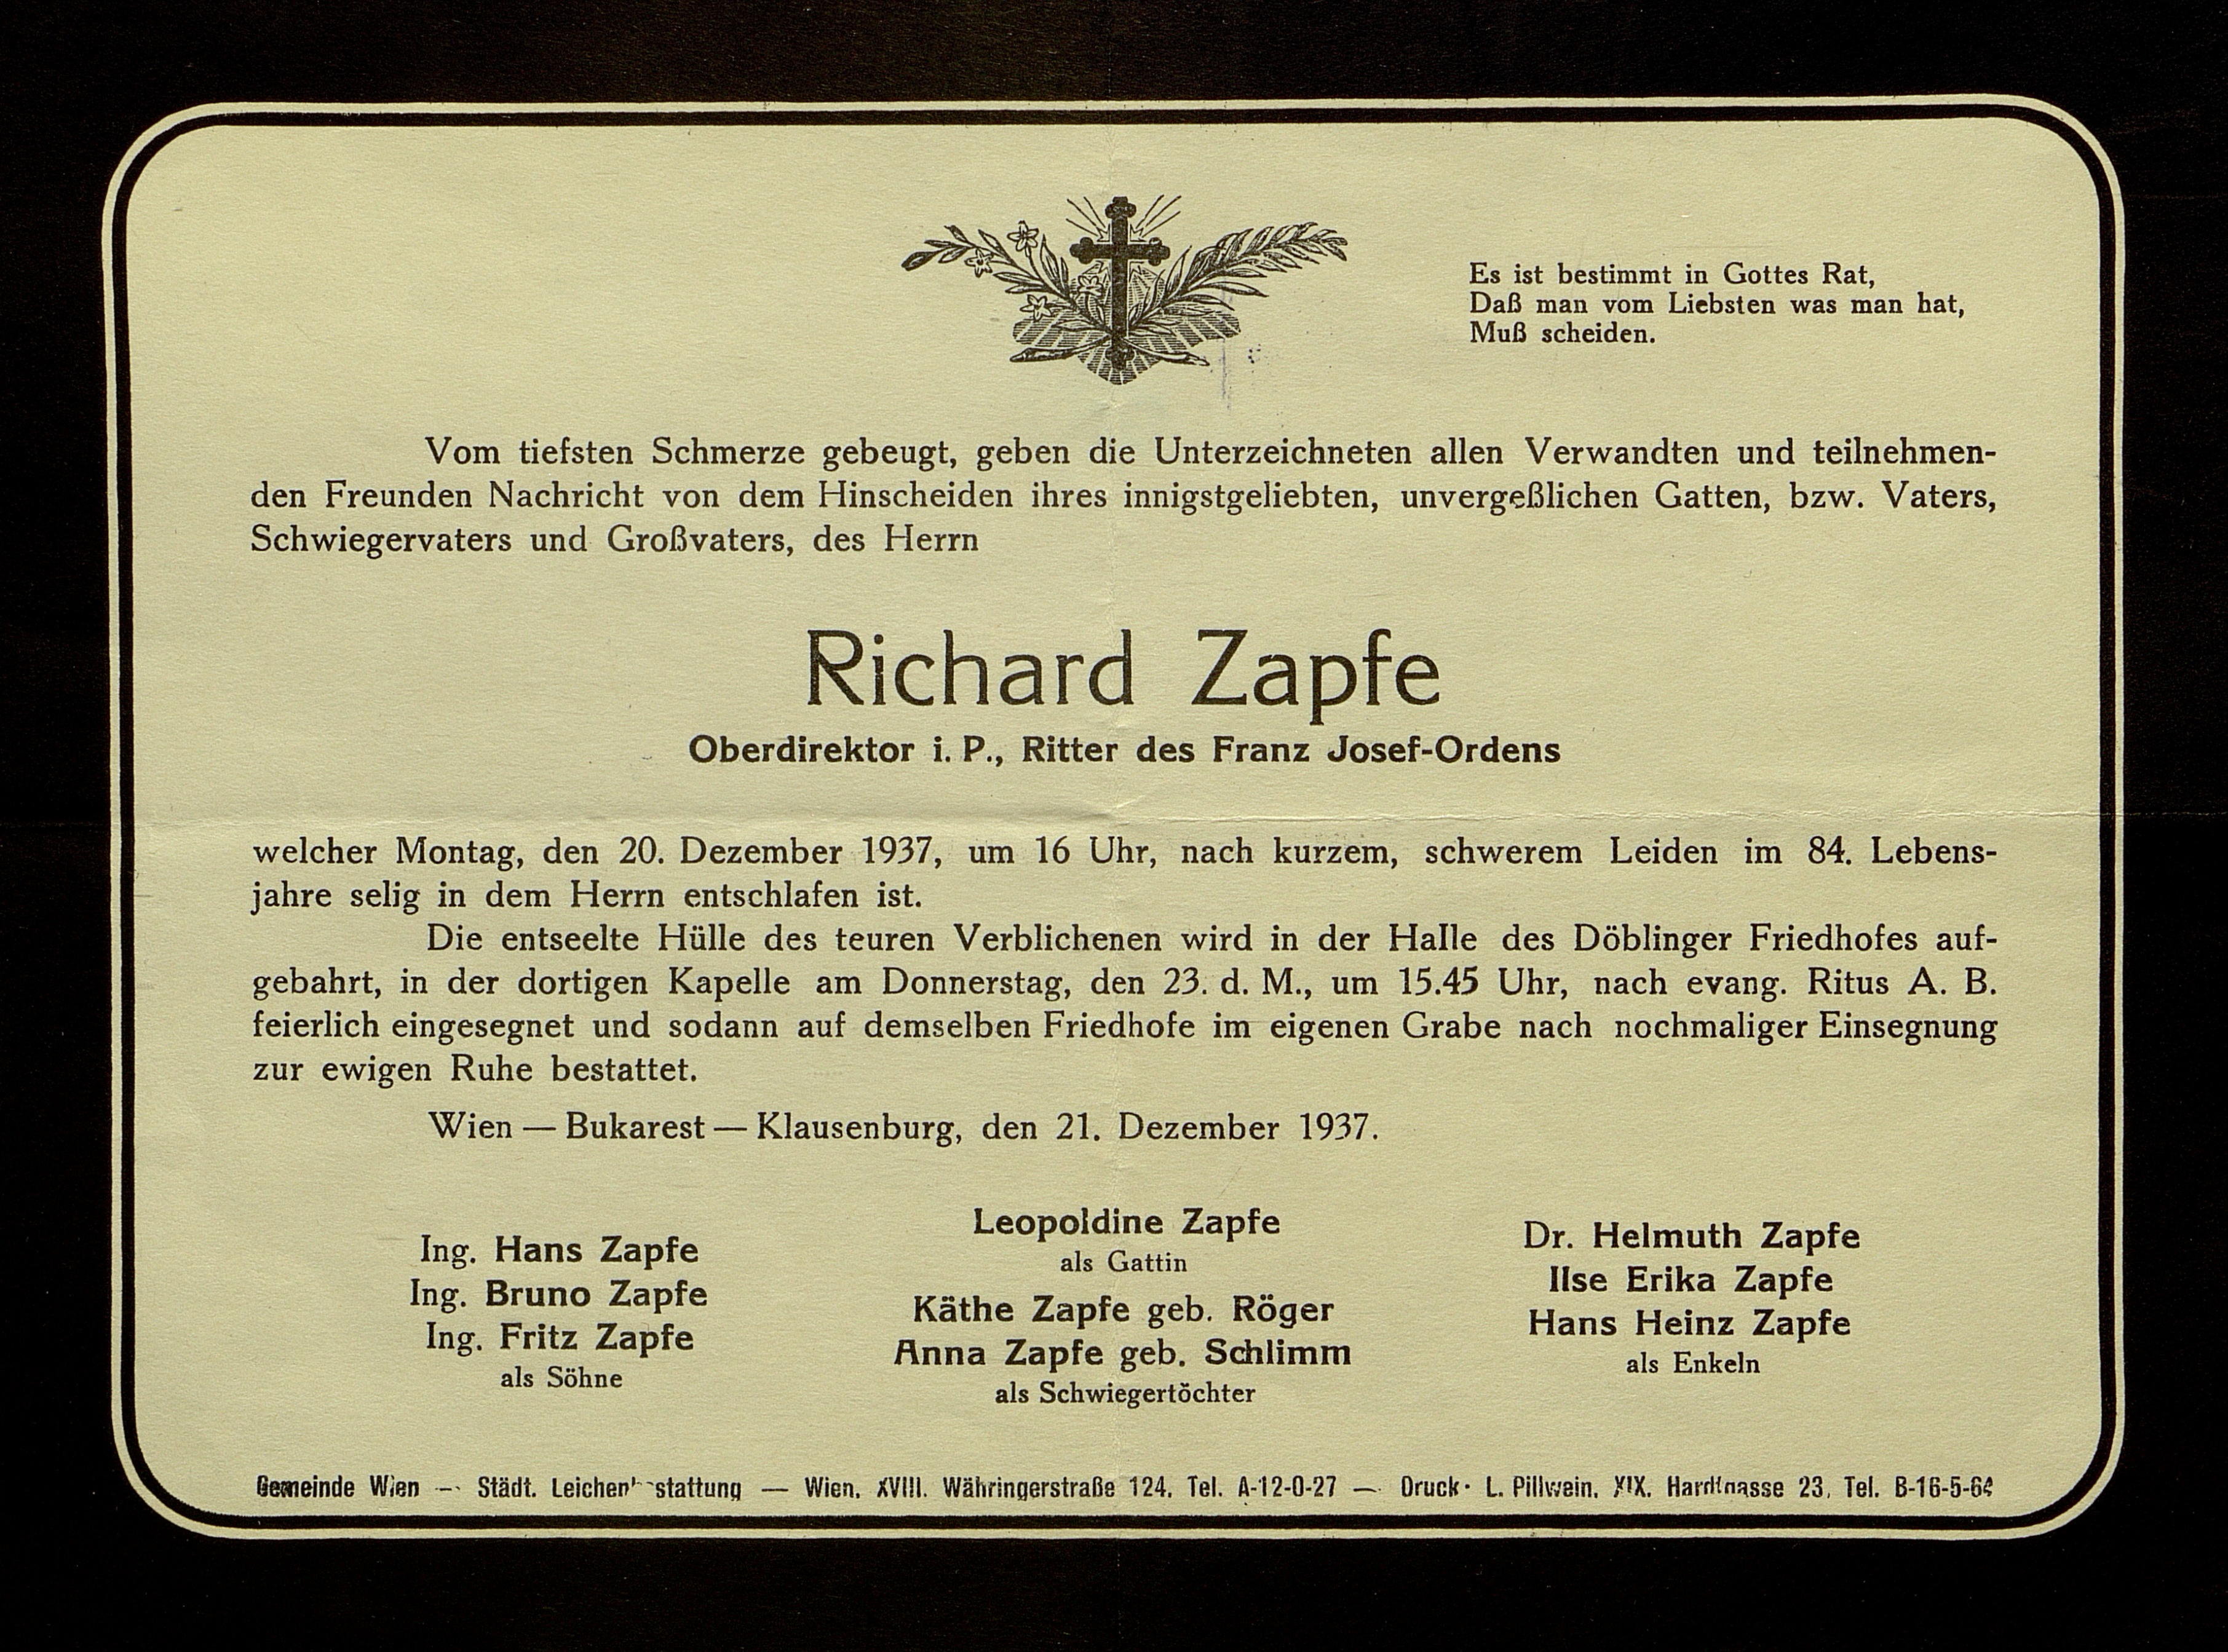 Es ist bestimmt in Gottes Rat,
Daß man vom Liebsten was man hat,
Muß scheiden.
Vom tiefsten Schmerze gebeugt, geben die Unterzeichneten allen Verwandten und teilnehmen-
den Freunden Nachricht von dem Hinscheiden ihres innigstgeliebten, unvergeßlichen Gatten, bzw. Vaters,
Schwiegervaters und Großvaters, des Herrn
Richard Zapfe
Oberdirektor i. P., Ritter des Franz Josef-Ordens
welcher Montag, den 20. Dezember 1937, um 16 Uhr, nach kurzem, schwerem Leiden im 84. Lebens-
jahre selig in dem Herrn entschlafen ist.
Die entseelte Hülle des teuren Verblichenen wird in der Halle des Döblinger Friedhofes auf-
gebahrt, in der dortigen Kapelle am Donnerstag, den 23. d. M., um 15.45 Uhr, nach evang. Ritus A. B.
feierlich eingesegnet und sodann auf demselben Friedhofe im eigenen Grabe nach nochmaliger Einsegnung
zur ewigen Ruhe bestattet.
Wien — Bukarest — Klausenburg, den 21. Dezember 1937.
Ing. Hans Zapfe
Ing. Bruno Zapfe
Ing. Fritz Zapfe
als Söhne
Leopoldine Zapfe
als Gattin
Käthe Zapfe geb. Röger
Anna Zapfe geb. Schlimm
als Schwiegertöchter
Dr. Helmuth Zapfe
Ilse Erika Zapfe
Hans Heinz Zapfe
als Enkeln
Gemeinde Wien — Städt. Leichenbestattung — Wien, XVIII. Währingerstraße 124, Tel. A-12-0-27 — Druck: L. Pillwein, XIX. Hardtgasse 23, Tel.